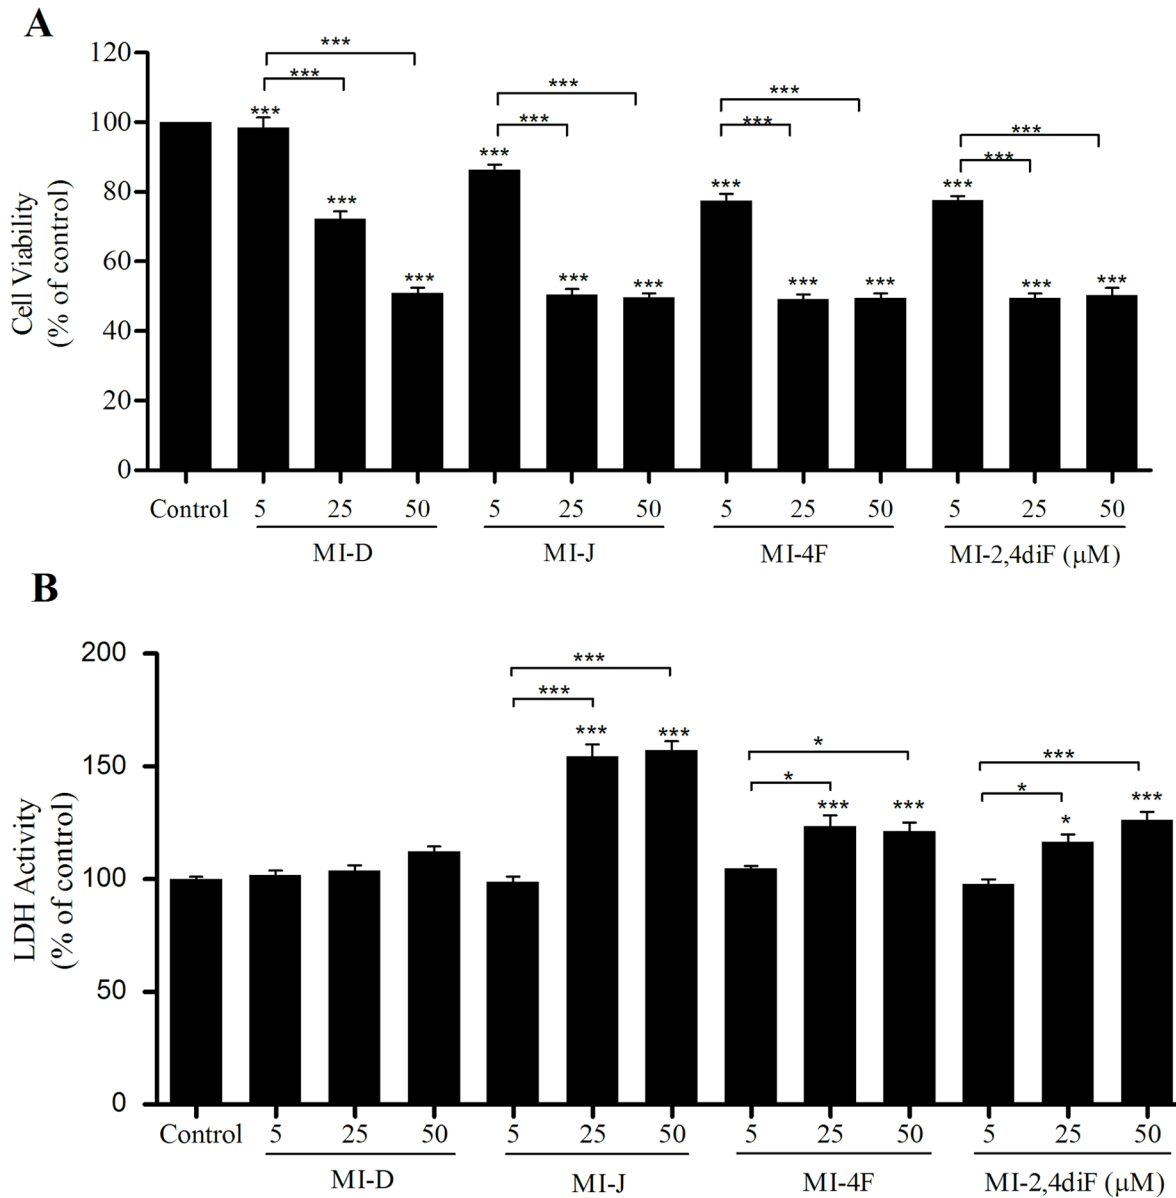 A
120
100
80
60
40
20
0
Cell Viability
(% of control)
*** *** *** *** ***
*** *** *** *** ***
*** *** *** *** ***
*** *** *** *** ***
Control 5 25 50 5 25 50 5 25 50 5 25 50
MI-D MI-J MI-4F MI-2,4diF (µM)
B
200
150
100
50
0
LDH Activity
(% of control)
*** *** *** ***
* * *** ***
* *** * ***
Control 5 25 50 5 25 50 5 25 50 5 25 50
MI-D MI-J MI-4F MI-2,4diF (µM)